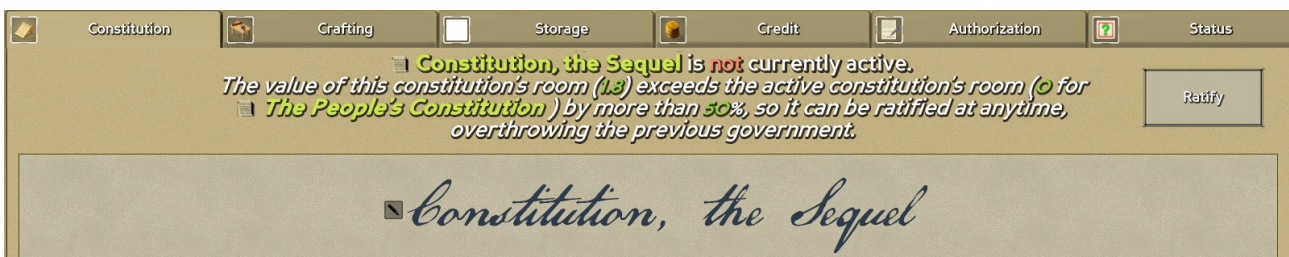 Constitution Crafting Storage Credit Authorization Status
Constitution, the Sequel is not currently active.
The value of this constitution's room (1.8) exceeds the active constitution's room (0 for
The People's Constitution ) by more than 50%, so it can be ratified at anytime,
overthrowing the previous government.
Ratify
Constitution, the Sequel